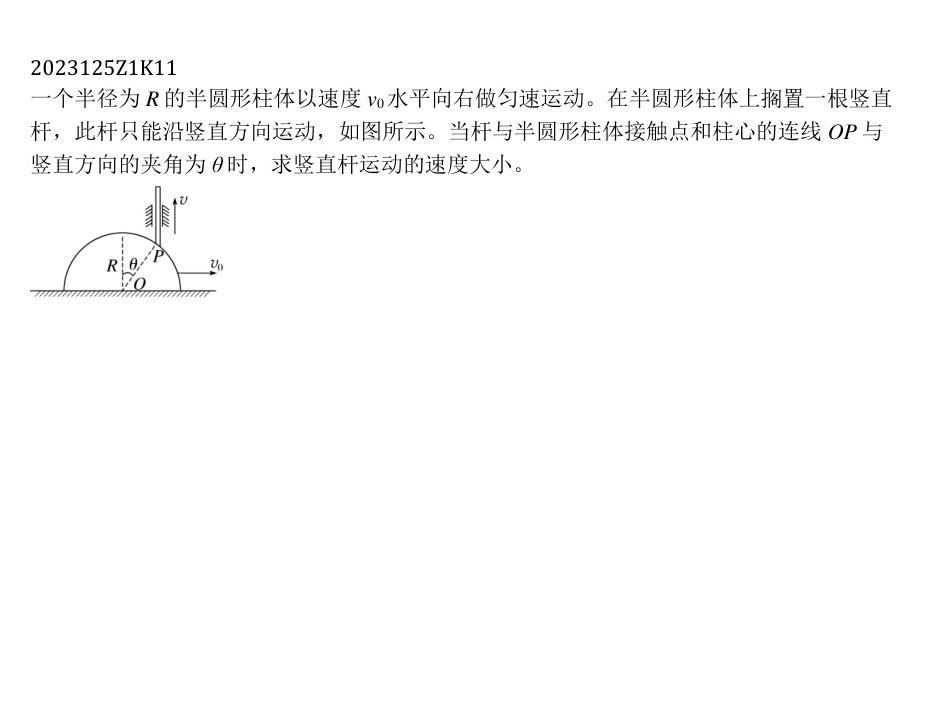 2023125Z1K11
一个半径为 R 的半圆形柱体以速度 v₀水平向右做匀速运动。在半圆形柱体上搁置一根竖直
杆，此杆只能沿竖直方向运动，如图所示。当杆与半圆形柱体接触点和柱心的连线 OP 与
竖直方向的夹角为 θ 时，求竖直杆运动的速度大小。
v
P
R θ
v₀
O